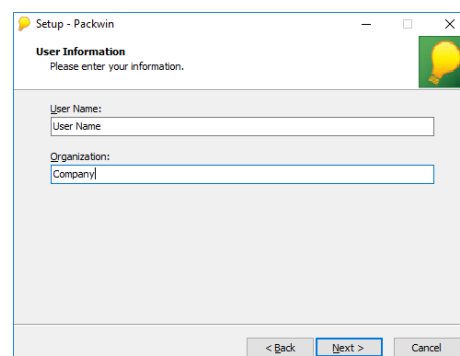 Setup - Packwin
User Information
Please enter your information.
User Name:
User Name
Organization:
Company
< Back
Next >
Cancel